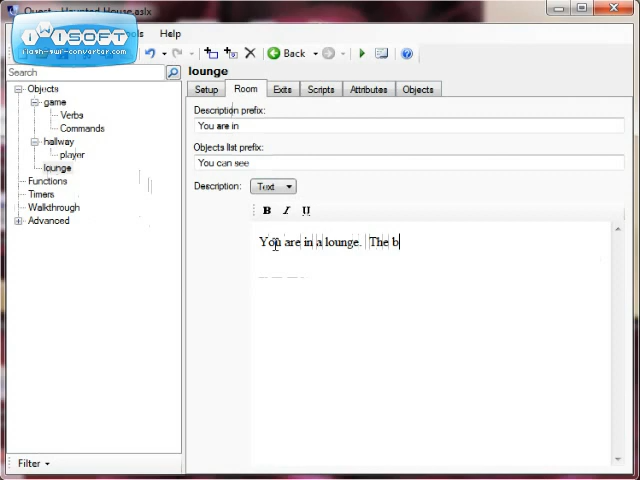 Quest - Haunted House.aslx
iWiSOFT
flash-swf-converter.com
Help
Back
Search
lounge
Setup Room Exits Scripts Attributes Objects
Objects
game
Verbs
Commands
hallway
player
lounge
Functions
Timers
Walkthrough
Advanced
Filter
Description prefix:
You are in
Objects list prefix:
You can see
Description: Text
B I U
You are in a lounge. The b